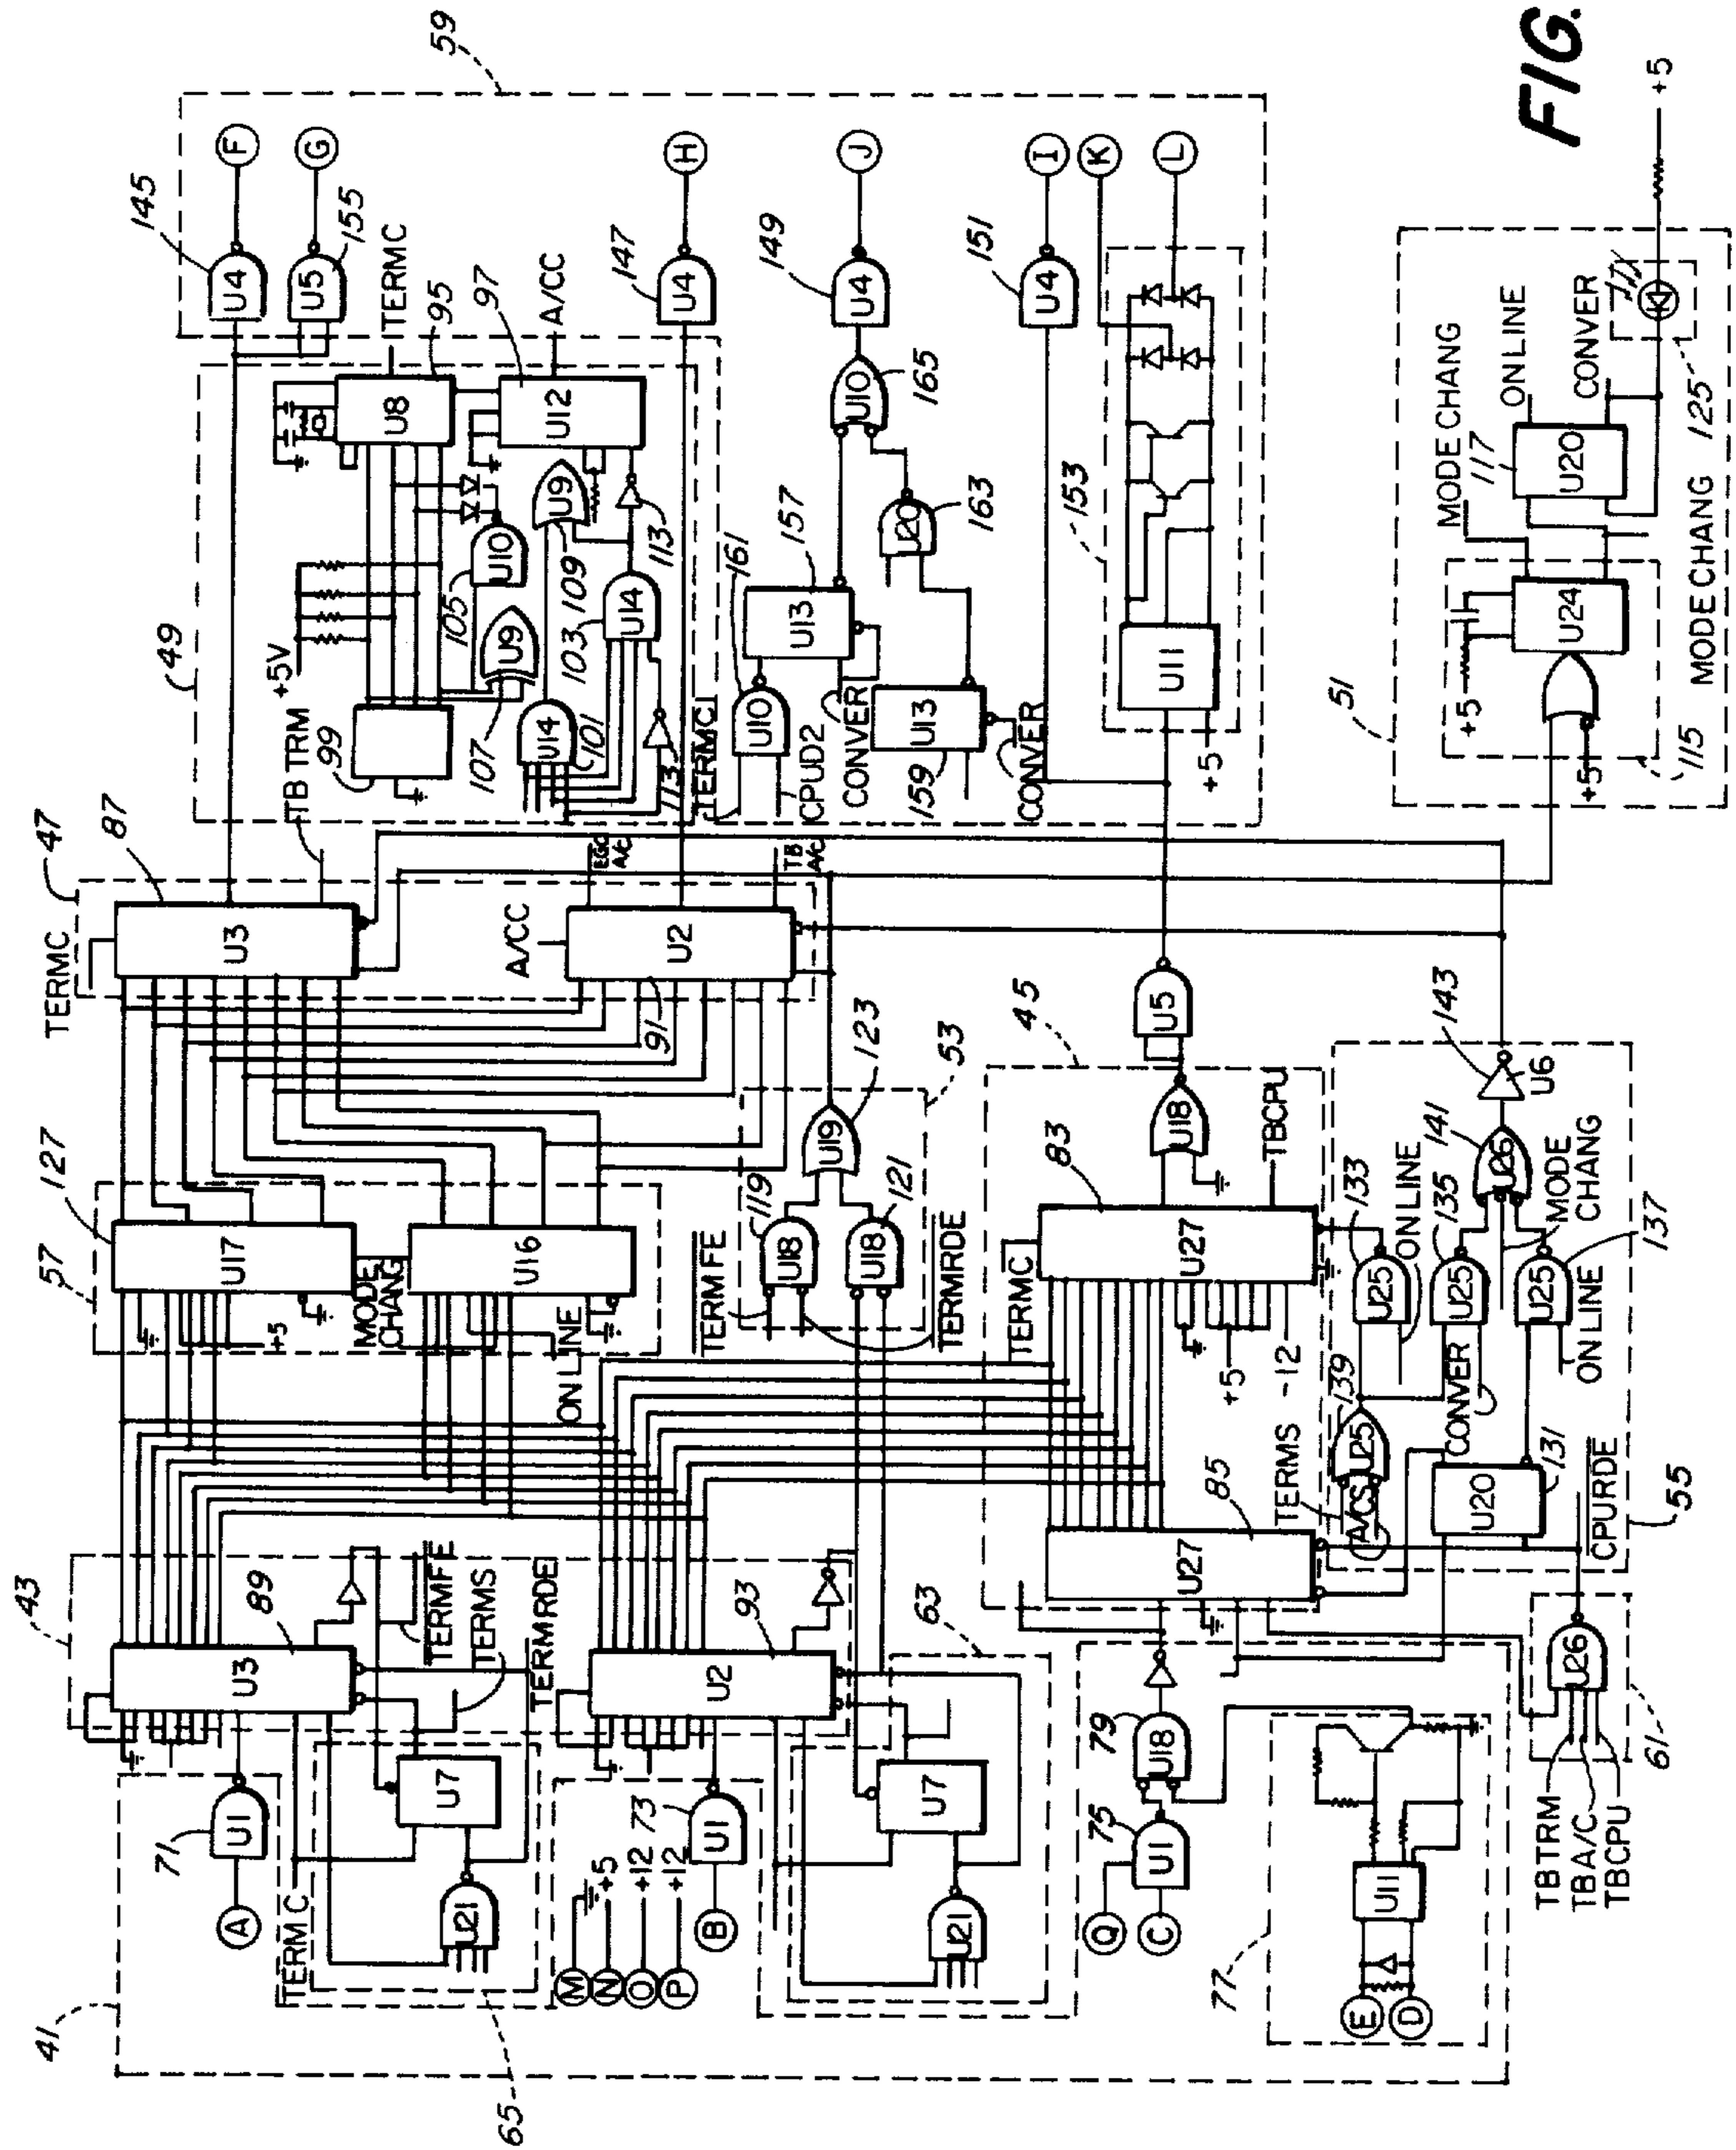 FIG.
59
F
145
U4
G
155
U5
TERMC
95
U8
A/CC
97
U12
H
147
U4
J
149
U4
U10
165
U20
163
I
151
U4
K
L
153
U11
+5
49
+5V
99
105
U10
107
U9
109
U9
103
U14
U14
101
113
113
TERMC
161
U10
CPUD2
157
U13
CONVER
U13
159
CONVER
51
MODE CHANG
117
ON LINE
U20
CONVER
125
MODE CHANG
+5
U24
+5
+5
115
TB TRM
47
87
TERMC
U3
A/CC
U2
91
EGC
A/C
TB
A/C
57
127
U17
MODE
CHANG
U16
+5
ON LINE
123
U19
119
U18
121
U18
53
TERMFE
TERMRDE
45
U5
U18
83
TERMC
U27
TBCPU
+5
-12
85
U27
143
U6
141
U26
133
U25
ON LINE
135
U25
MODE
CHANG
137
U25
ON LINE
139
U25
CONVER
TERMS
A/CS
U20
131
CPURDE
55
43
89
U3
TERMFE
TERMS
TERMRDE
93
U2
63
41
71
U1
A
TERMC
U7
U21
65
M
N
+5
O
+12
P
+12
73
U1
B
U7
U21
79
U18
75
U1
Q
C
77
U11
E
D
U26
61
TBTRM
TBA/C
TBCPU